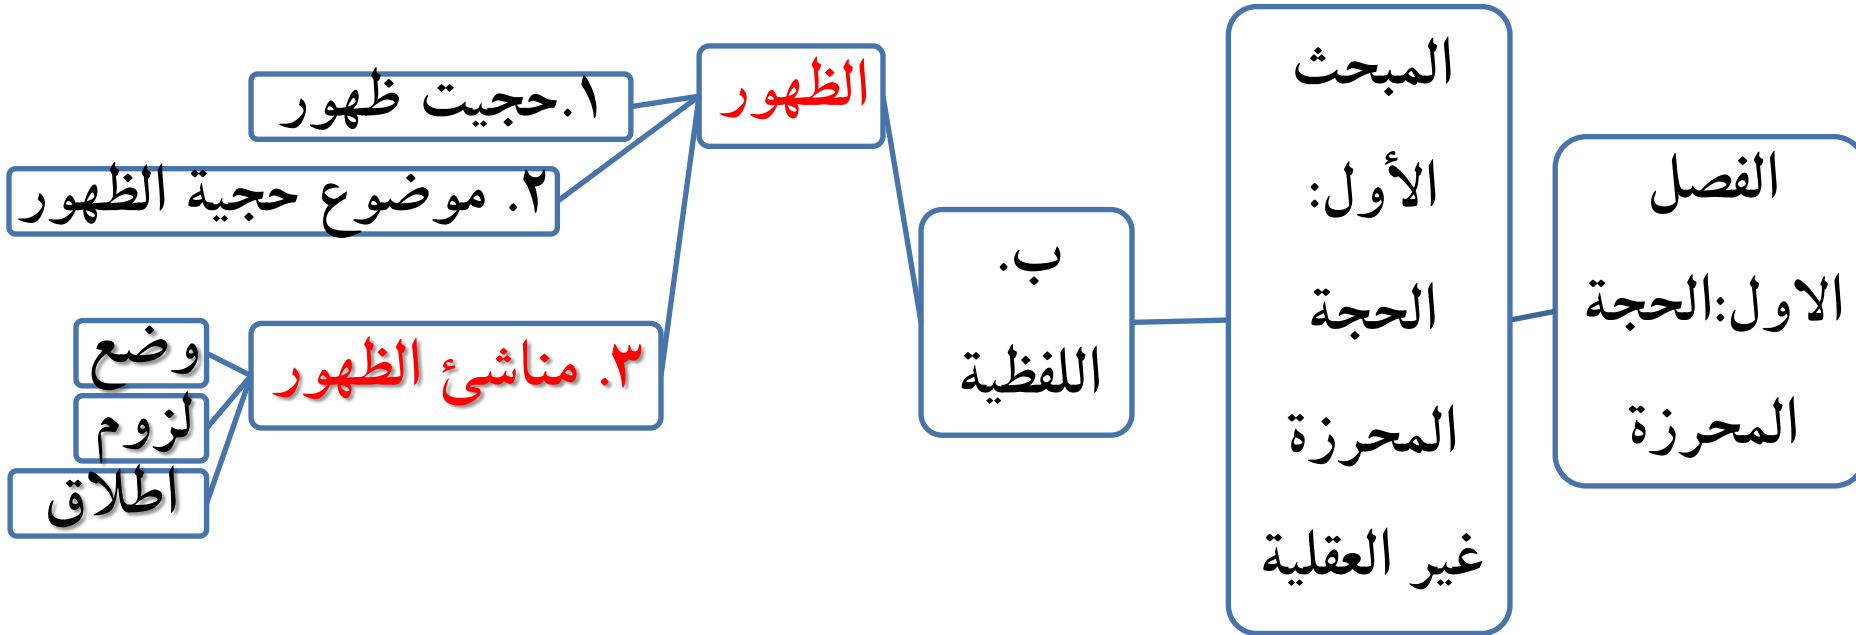 الفصل
الاول:الحجة
المحرزة
المبحث
الأول:
الحجة
المحرزة
غير العقلية
ب.
اللفظية
الظهور
١.حجيت ظهور
٢. موضوع حجية الظهور
٣. مناشئ الظهور
وضع
لزوم
اطلاق